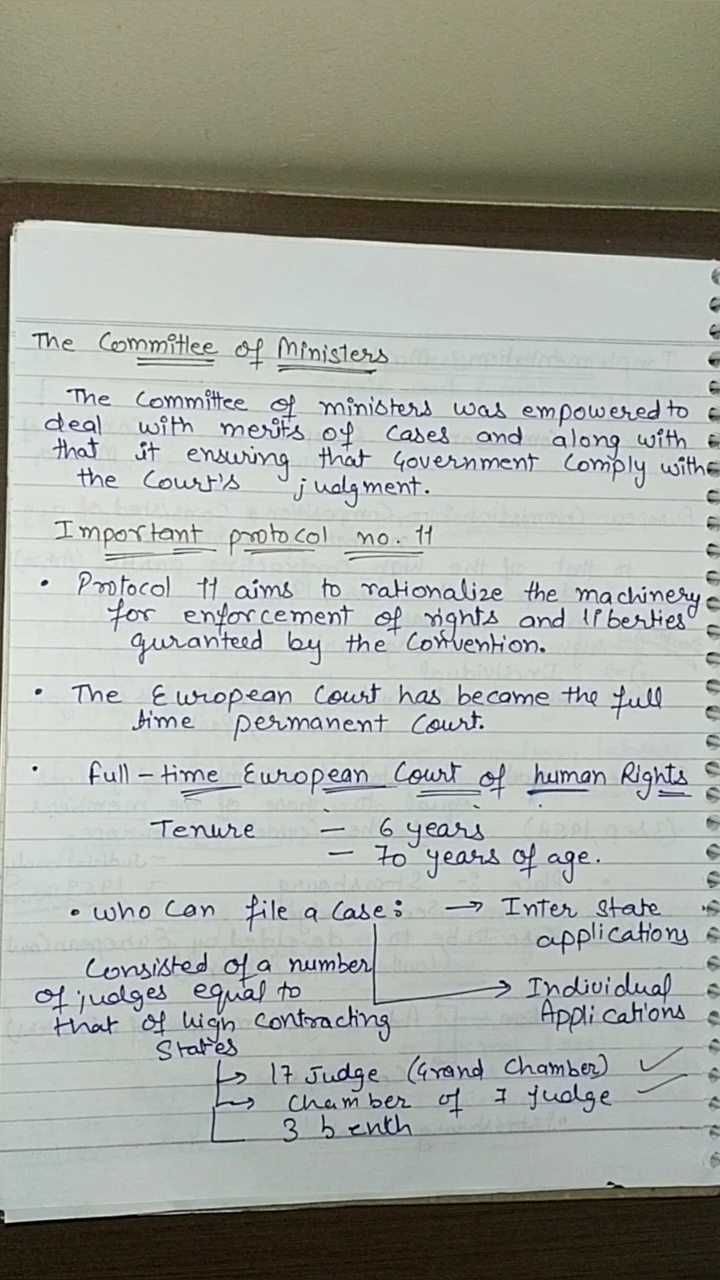 The Committee of Ministers
The Committee of ministers was empowered to
deal with merits of cases and along with
that it ensuring that Government comply with
the Court's judgment.
Important protocol no. 11
• Protocol 11 aims to rationalize the machinery
for enforcement of rights and liberties
guranteed by the Convention.
• The European Court has became the full
time permanent Court.
• full-time European Court of human Rights
Tenure - 6 years
- 70 years of age.
• who can file a case: → Inter state
applications
Consisted of a number
of judges equal to → Individual
that of high contracting Applications
States
→ 17 Judge (Grand Chamber) ✓
→ Chamber of 7 judge
3 benth